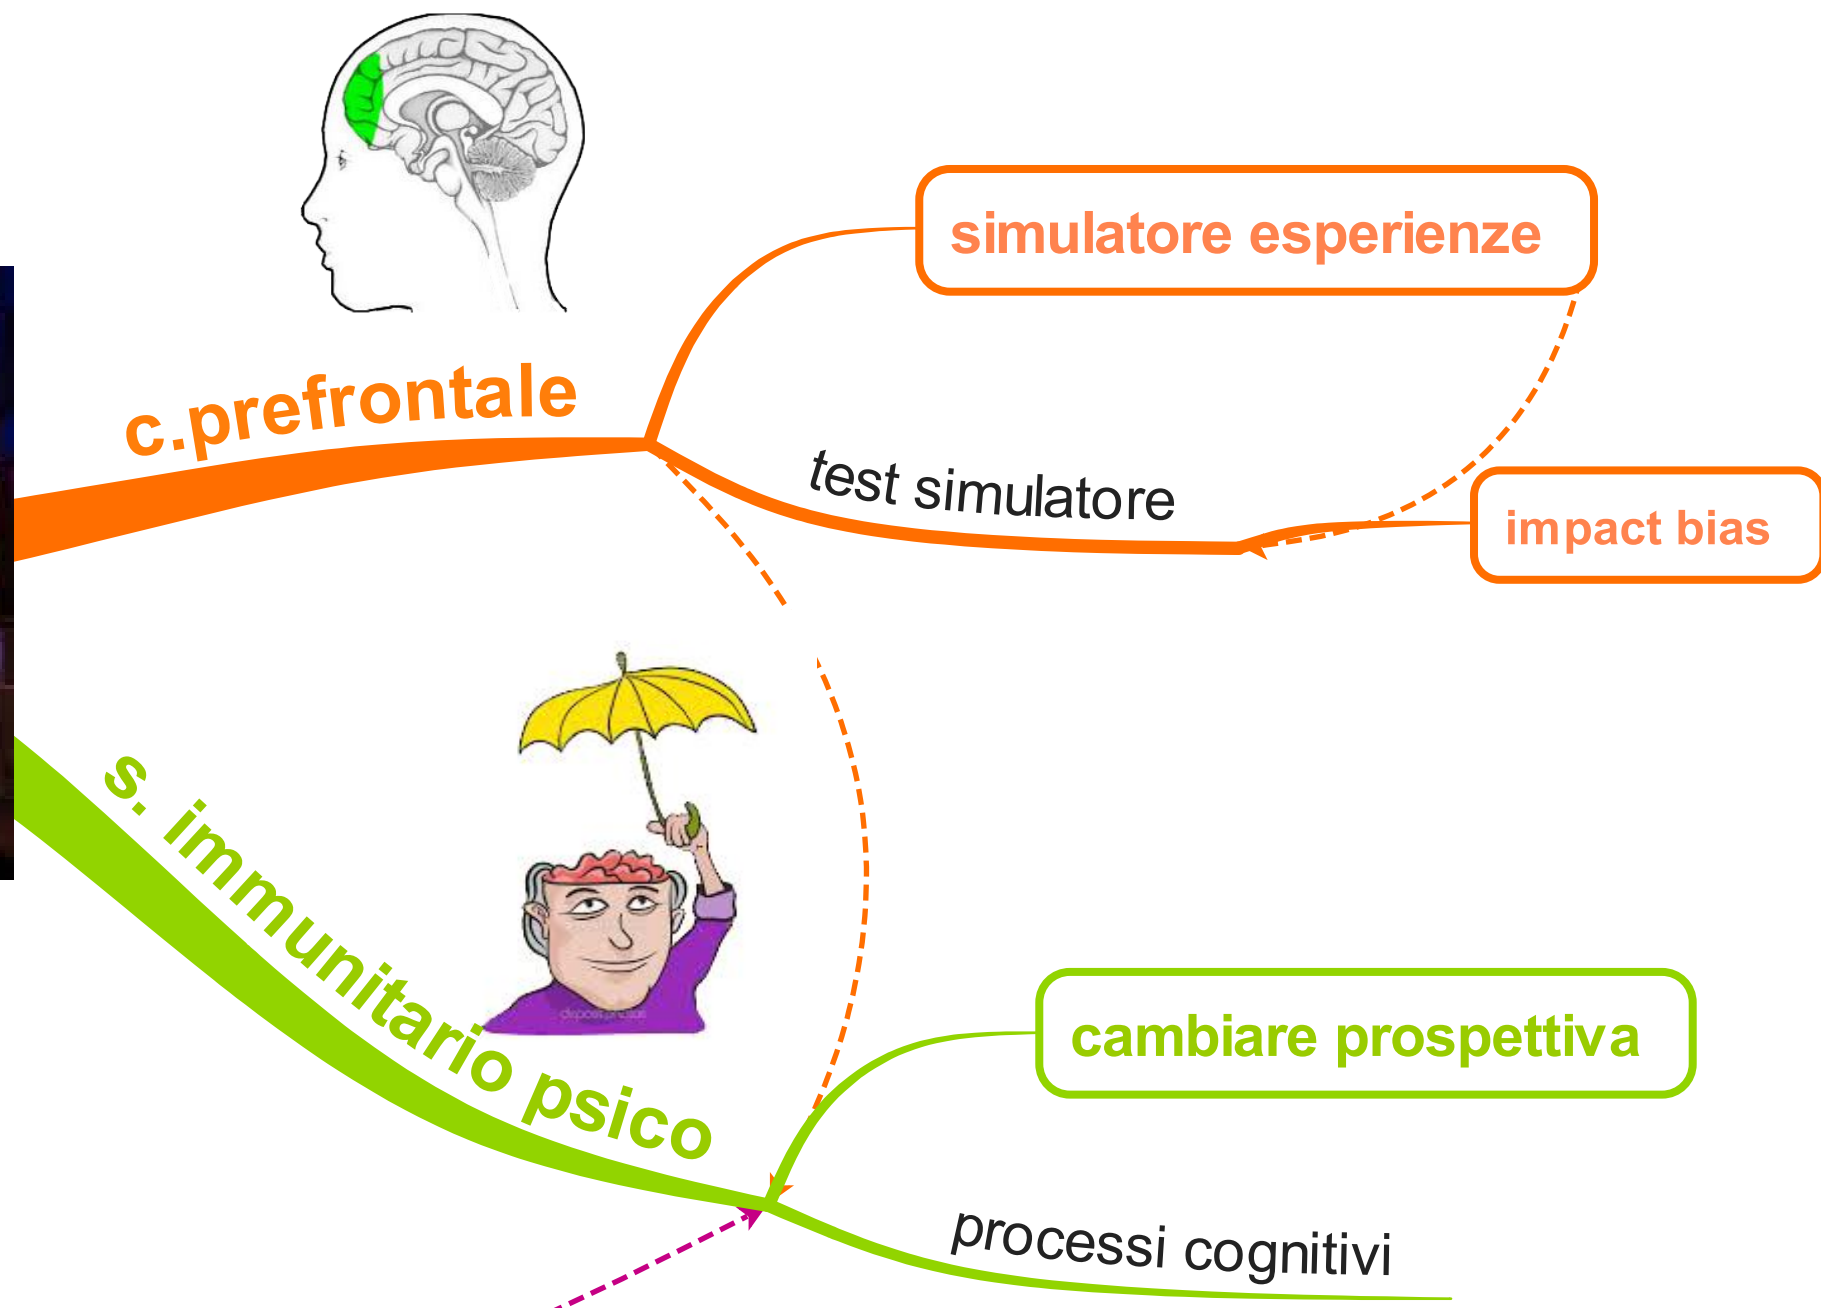 simulatore esperienze
c.prefrontale
test simulatore
impact bias
s. immunitario psico
cambiare prospettiva
processi cognitivi